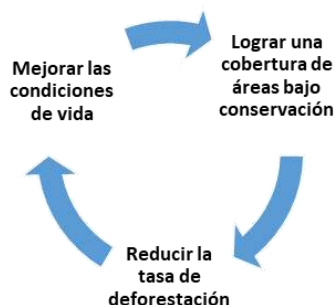 Mejorar las
condiciones
de vida
Lograr una
cobertura de
áreas bajo
conservación
Reducir la
tasa de
deforestación